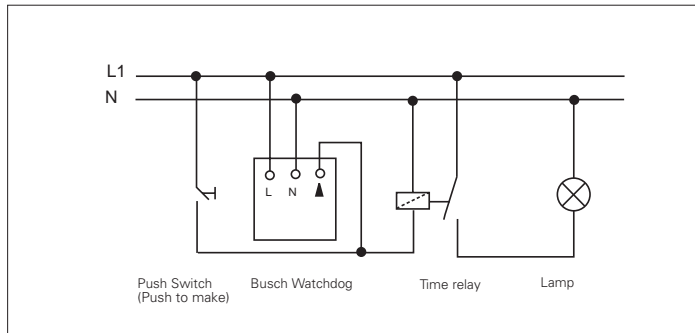 L1
N
L N
Push Switch
(Push to make)
Busch Watchdog
Time relay
Lamp